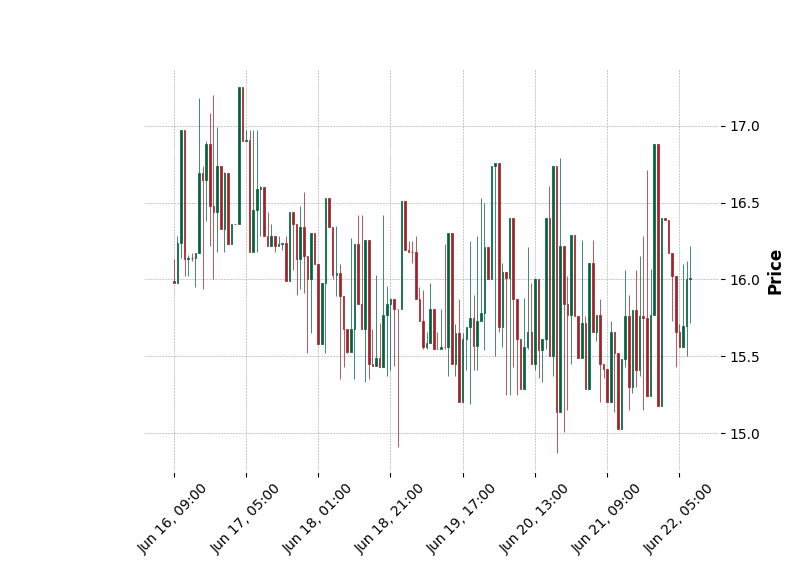 17.0
16.5
16.0
15.5
15.0
Price
Jun 16, 09:00
Jun 17, 05:00
Jun 18, 01:00
Jun 18, 21:00
Jun 19, 17:00
Jun 20, 13:00
Jun 21, 09:00
Jun 22, 05:00